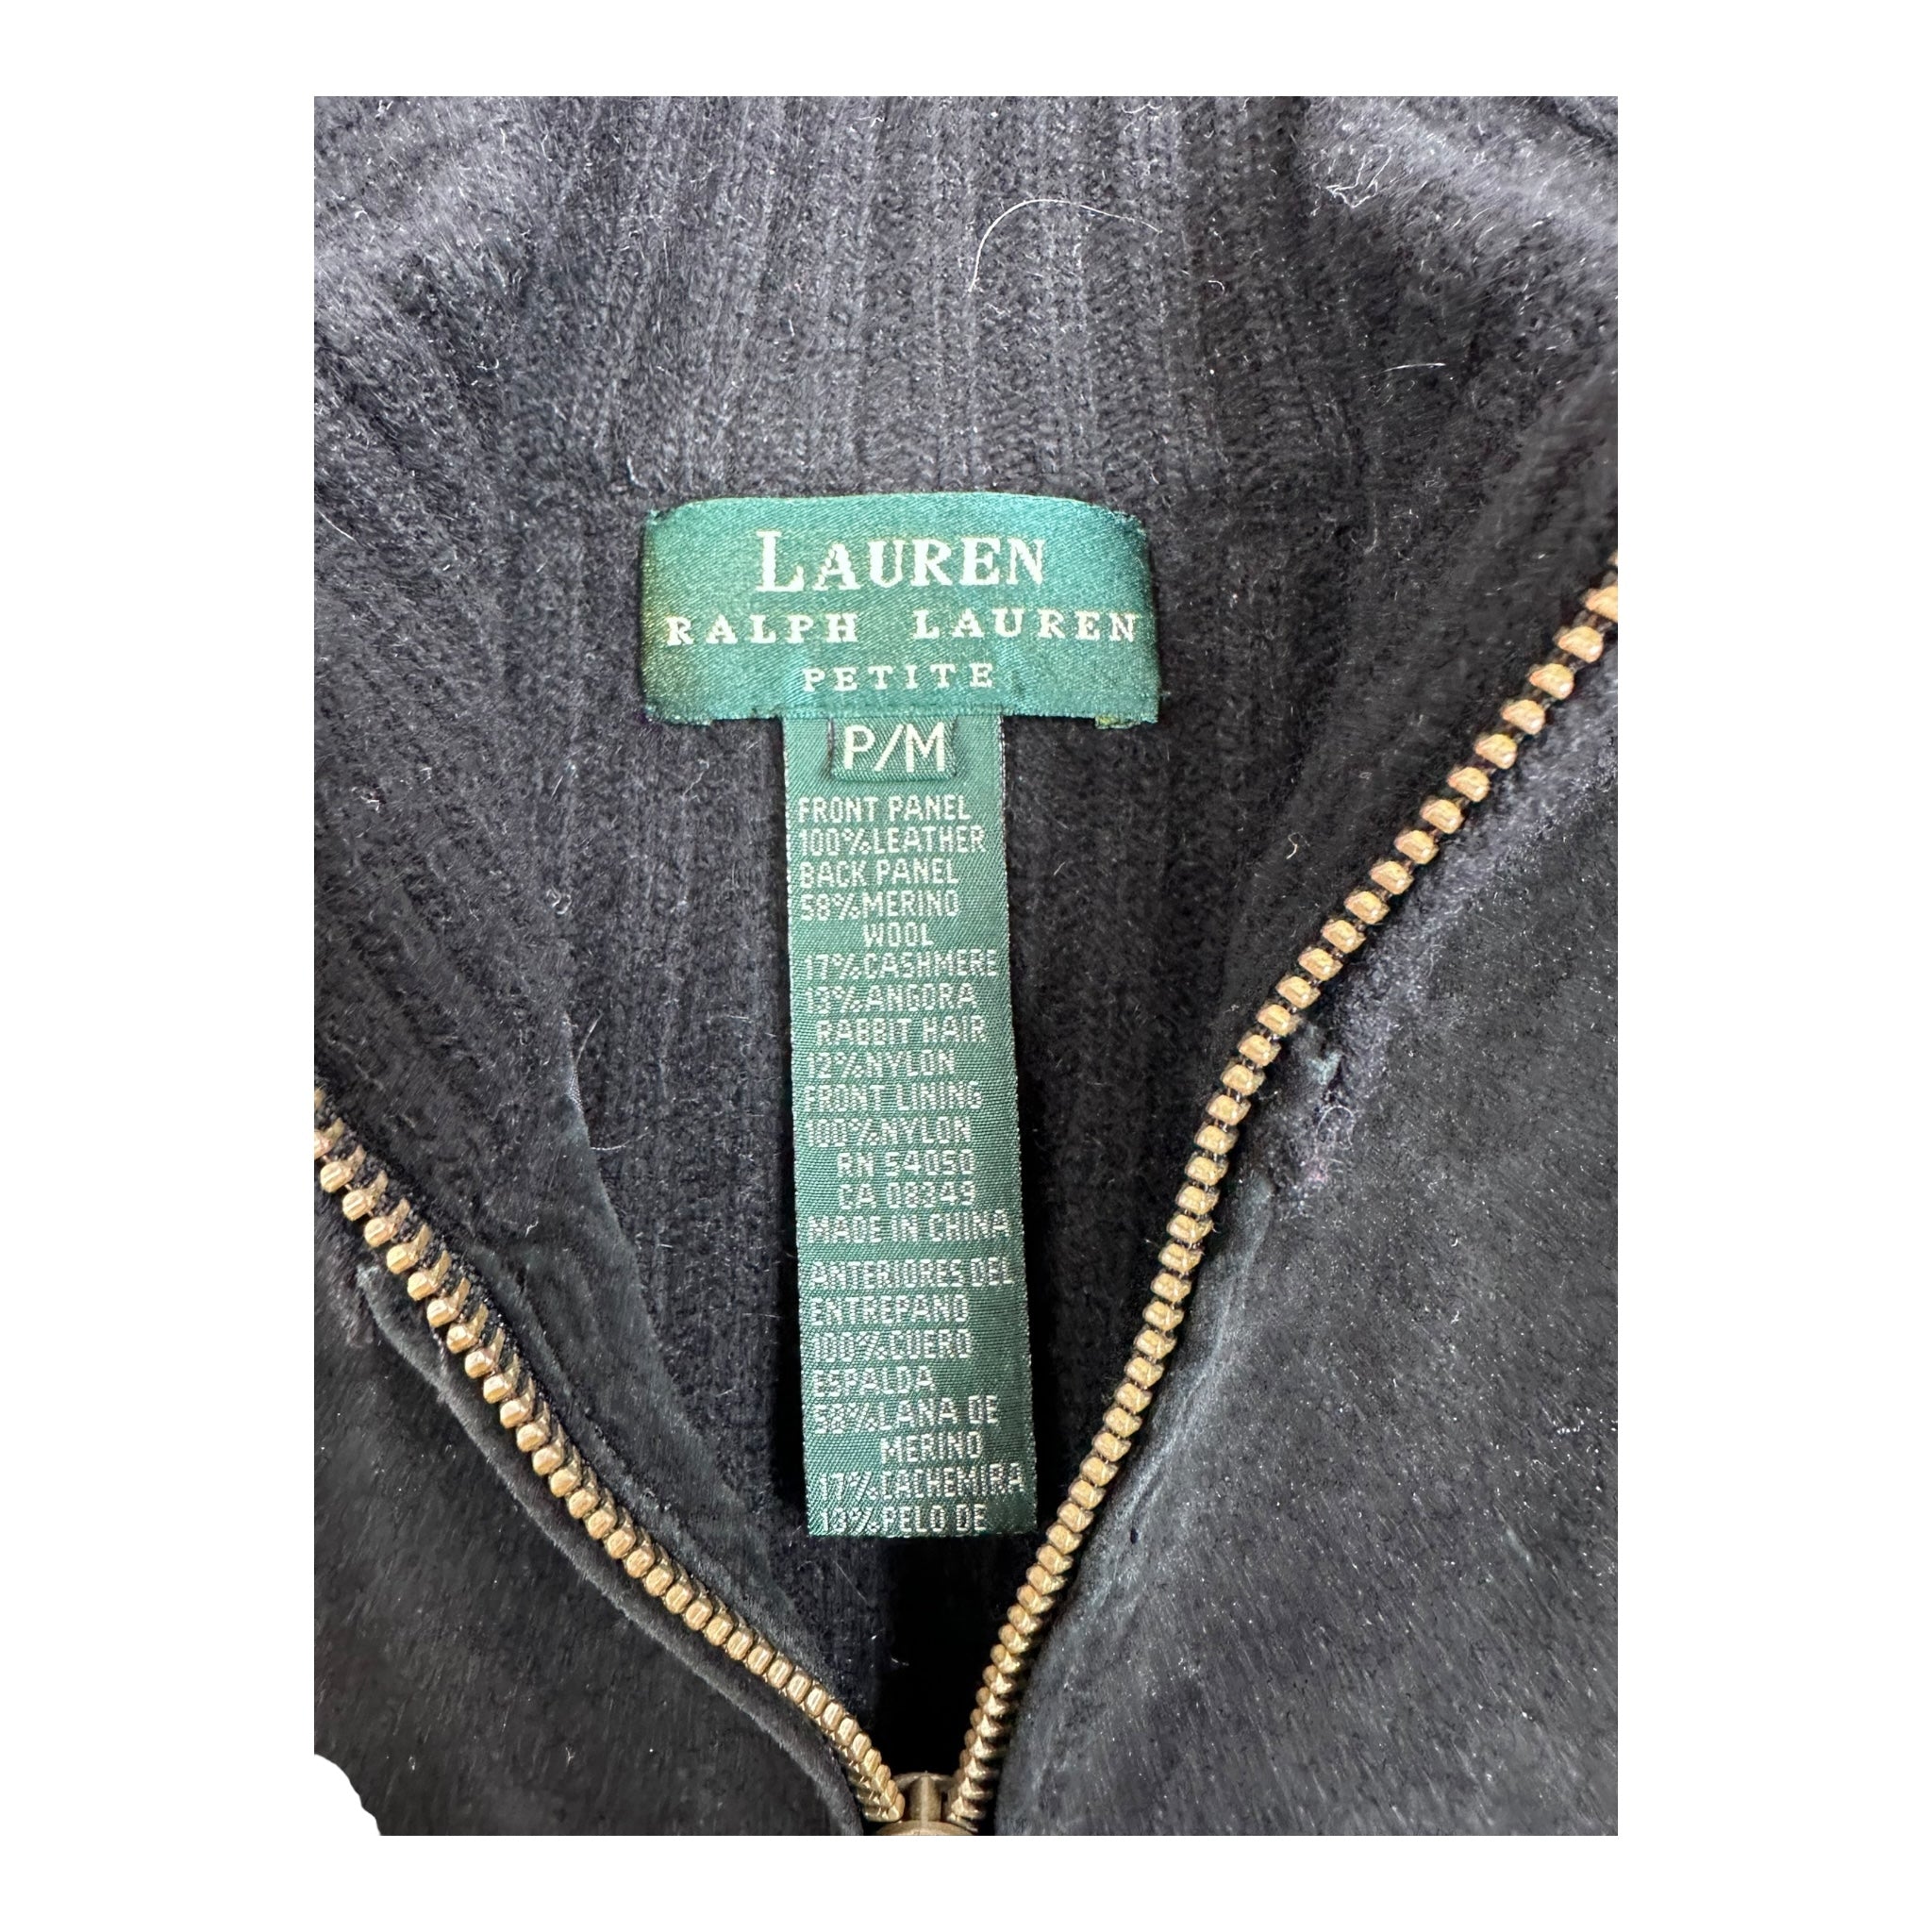 LAUREN
RALPH LAUREN
PETITE
P/M
FRONT PANEL
100%LEATHER
BACK PANEL
58%MERINO
WOOL
17%CASHMERE
13%ANGORA
RABBIT HAIR
12%NYLON
FRONT LINING
100%NYLON
RN 54050
CA 08349
MADE IN CHINA
ANTERIORES DEL
ENTREPANO
100%CUERO
ESPALDA
58%LANA DE
MERINO
17%CACHEMIRA
13%PELO DE